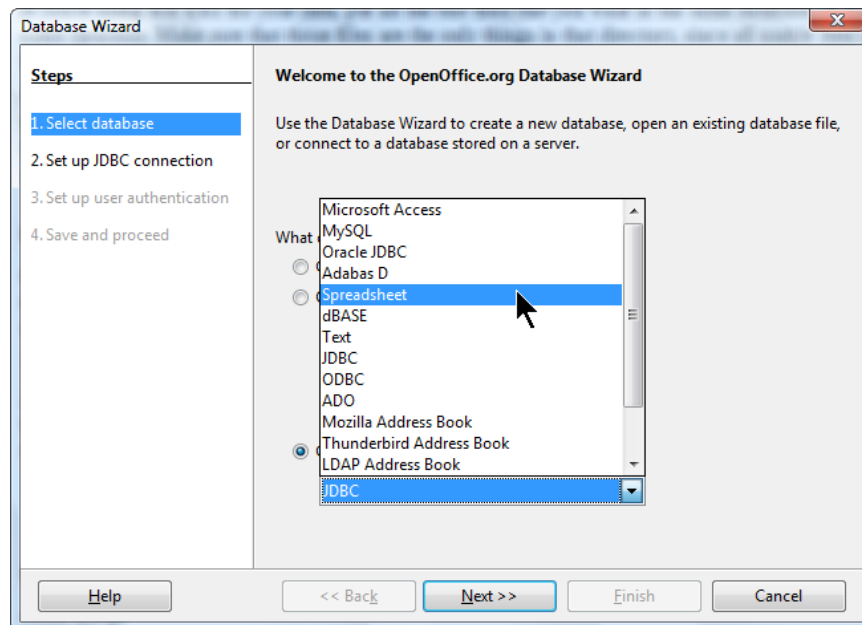 Database Wizard
Steps
1. Select database
2. Set up JDBC connection
3. Set up user authentication
4. Save and proceed
Welcome to the OpenOffice.org Database Wizard
Use the Database Wizard to create a new database, open an existing database file,
or connect to a database stored on a server.
What
Microsoft Access
MySQL
Oracle JDBC
Adabas D
Spreadsheet
dBASE
Text
JDBC
ODBC
ADO
Mozilla Address Book
Thunderbird Address Book
LDAP Address Book
JDBC
Help
<< Back
Next >>
Finish
Cancel